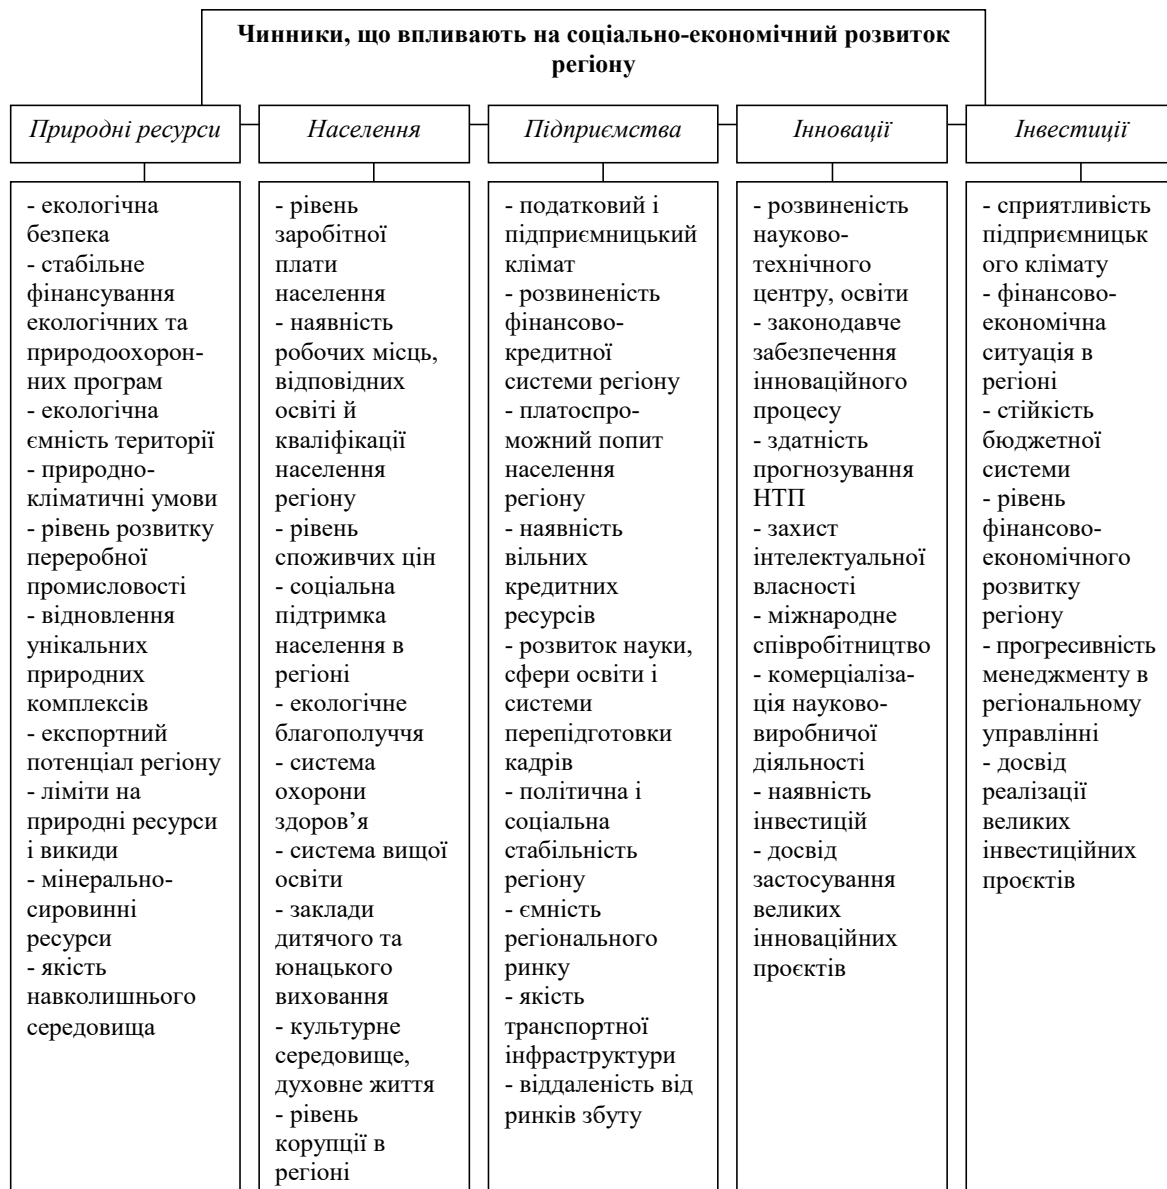 Чинники, що впливають на соціально-економічний розвиток
регіону
Природні ресурси
Населення
Підприємства
Інновації
Інвестиції
- екологічна
безпека
- стабільне
фінансування
екологічних та
природоохорон-
них програм
- екологічна
ємність території
- природно-
кліматичні умови
- рівень розвитку
переробної
промисловості
- відновлення
унікальних
природних
комплексів
- експортний
потенціал регіону
- ліміти на
природні ресурси
і викиди
- мінерально-
сировинні
ресурси
- якість
навколишнього
середовища
- рівень
заробітної
плати
населення
- наявність
робочих місць,
відповідних
освіті й
кваліфікації
населення
регіону
- рівень
споживчих цін
- соціальна
підтримка
населення в
регіоні
- екологічне
благополуччя
- система
охорони
здоров’я
- система вищої
освіти
- заклади
дитячого та
юнацького
виховання
- культурне
середовище,
духовне життя
- рівень
корупції в
регіоні
- податковий і
підприємницький
клімат
- розвиненість
фінансово-
кредитної
системи регіону
- платоспро-
можний попит
населення
регіону
- наявність
вільних
кредитних
ресурсів
- розвиток науки,
сфери освіти і
системи
перепідготовки
кадрів
- політична і
соціальна
стабільність
регіону
- ємність
регіонального
ринку
- якість
транспортної
інфраструктури
- віддаленість від
ринків збуту
- розвиненість
науково-
технічного
центру, освіти
- законодавче
забезпечення
інноваційного
процесу
- здатність
прогнозування
НТП
- захист
інтелектуальної
власності
- міжнародне
співробітництво
- комерціаліза-
ція науково-
виробничої
діяльності
- наявність
інвестицій
- досвід
застосування
великих
інноваційних
проєктів
- сприятливість
підприємницьк
ого клімату
- фінансово-
економічна
ситуація в
регіоні
- стійкість
бюджетної
системи
- рівень
фінансово-
економічного
розвитку
регіону
- прогресивність
менеджменту в
регіональному
управлінні
- досвід
реалізації
великих
інвестиційних
проєктів